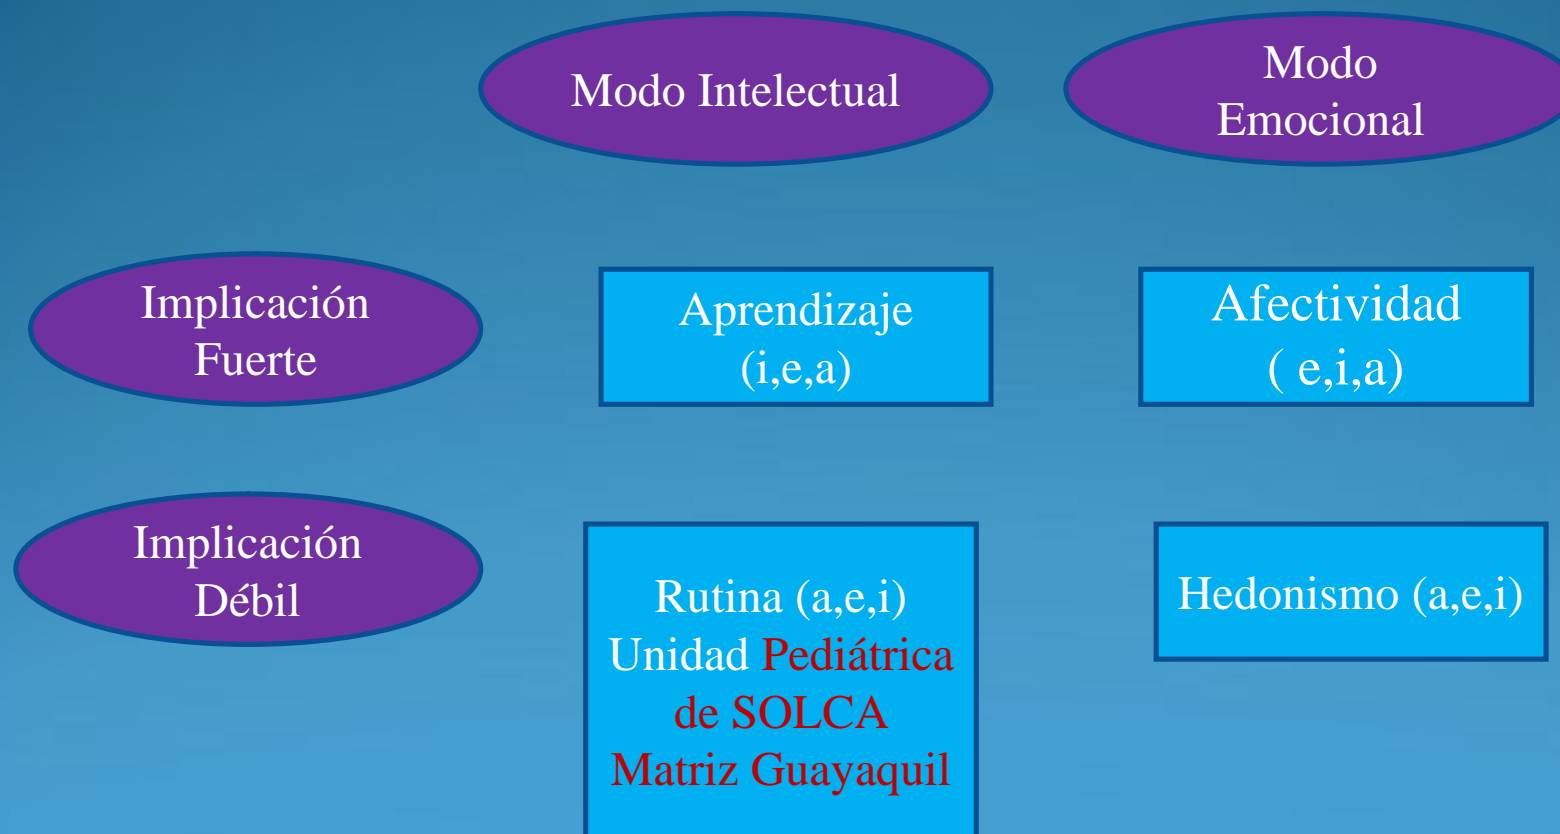 Modo Intelectual
Modo
Emocional
Implicación
Fuerte
Aprendizaje
(i,e,a)
Afectividad
( e,i,a)
Implicación
Débil
Rutina (a,e,i)
Unidad Pediátrica
de SOLCA
Matriz Guayaquil
Hedonismo (a,e,i)